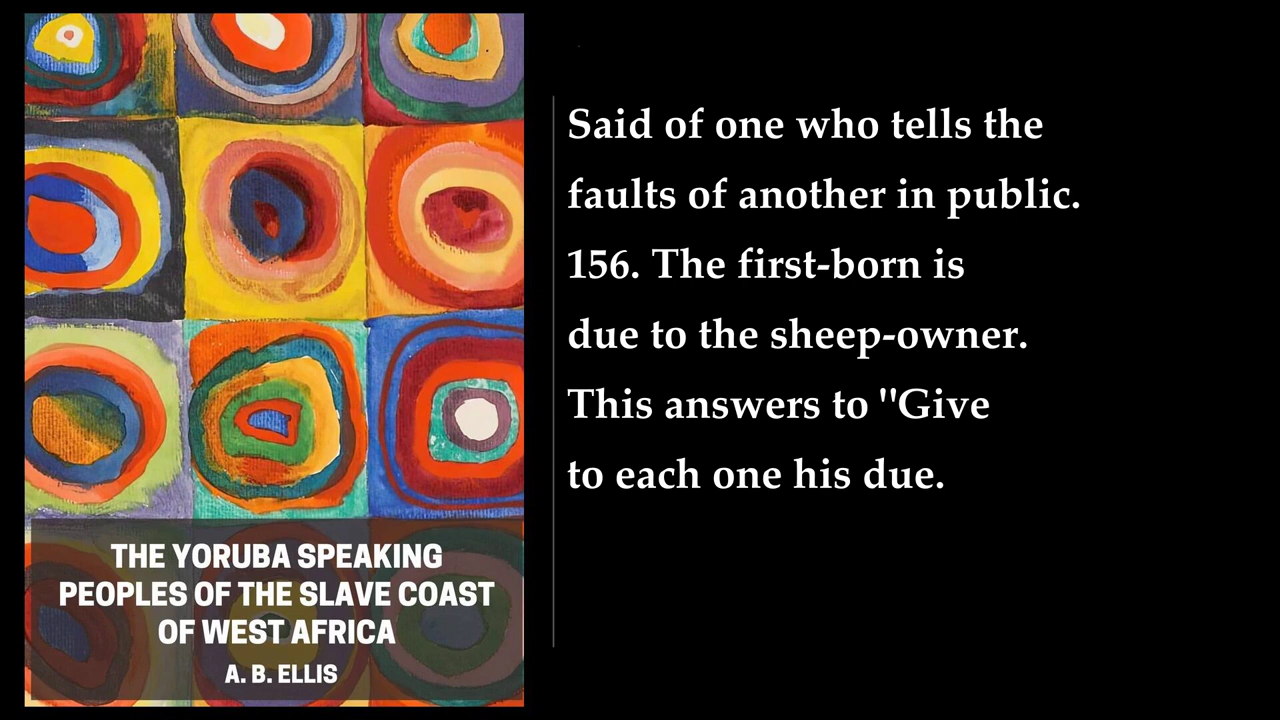 THE YORUBA SPEAKING
PEOPLES OF THE SLAVE COAST
OF WEST AFRICA
A. B. ELLIS
Said of one who tells the
faults of another in public.
156. The first-born is
due to the sheep-owner.
This answers to "Give
to each one his due.